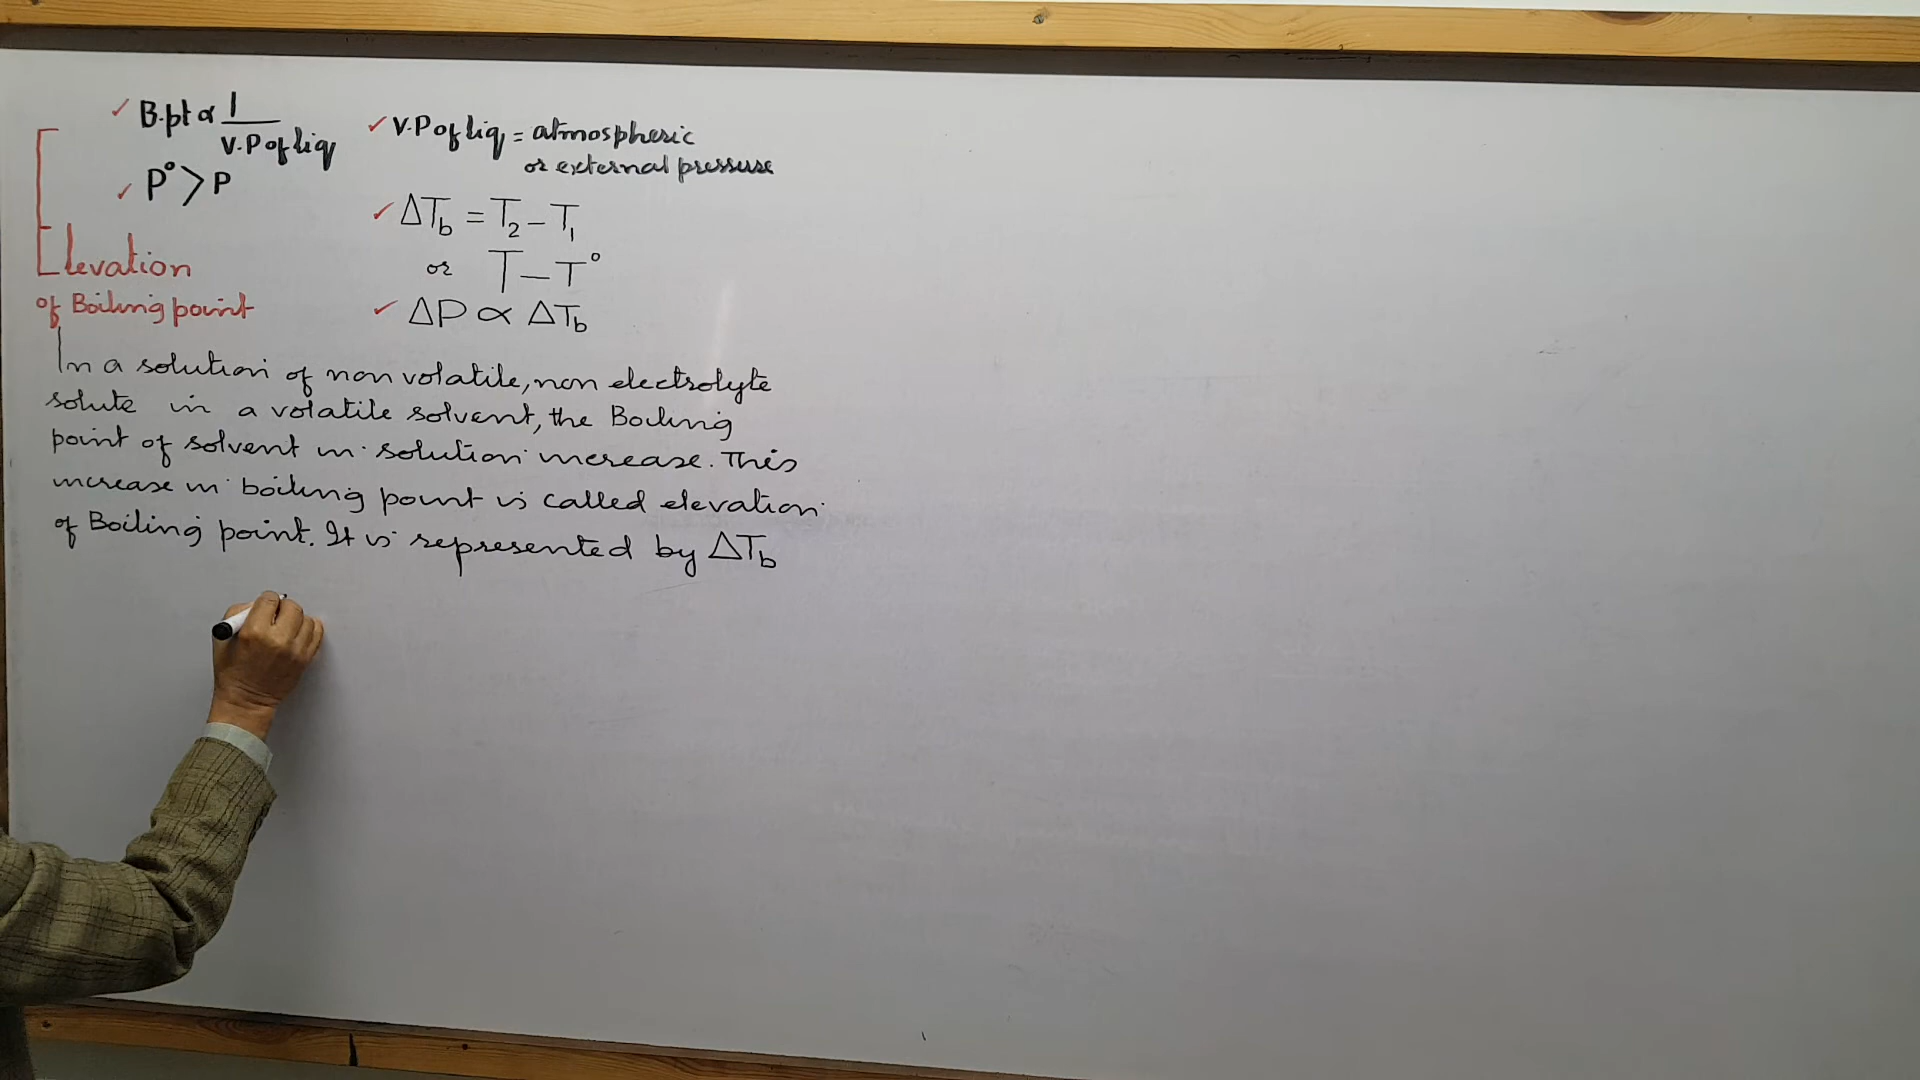 B.pt ∝ 1
V.P of liq
P° > P
Elevation
of Boiling point
V.P of liq = atmospheric
or external pressure
ΔTb = T2 – T1
or T – T°
ΔP ∝ ΔTb
In a solution of non volatile, non electrolyte
solute in a volatile solvent, the Boiling
point of solvent in solution increase. This
increase in boiling point is called elevation
of Boiling point. It is represented by ΔTb